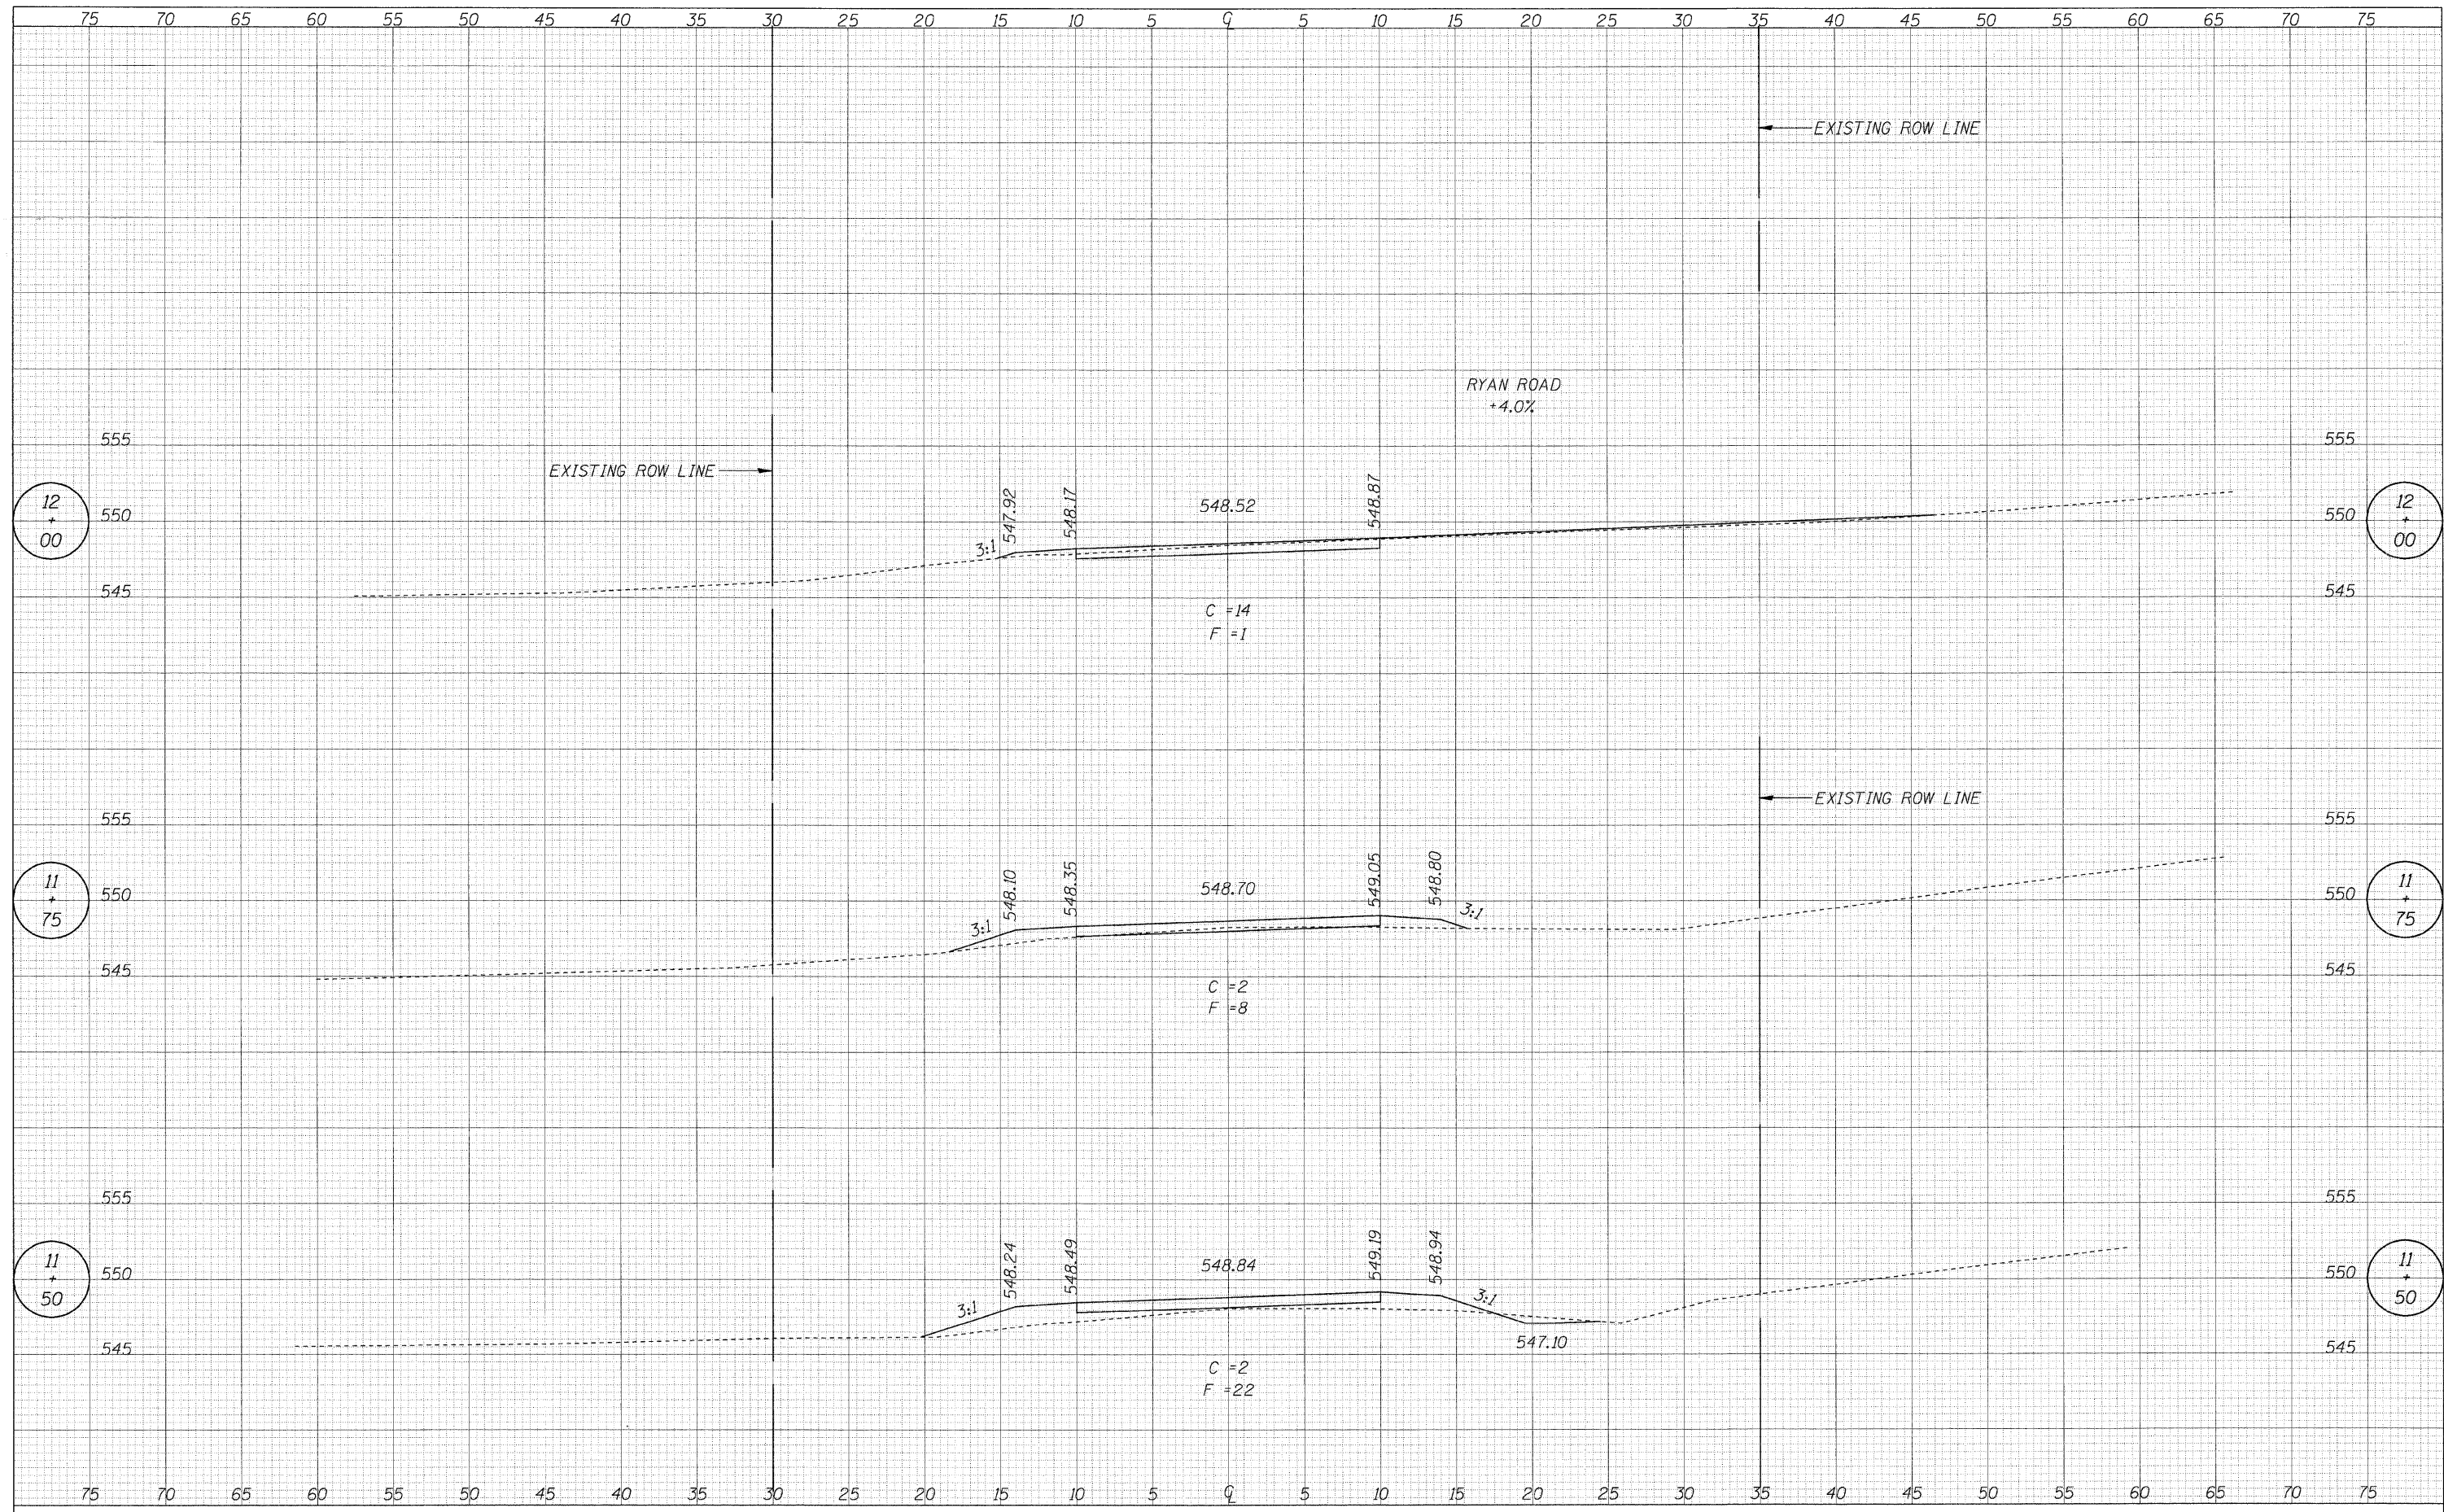 75 70 65 60 55 50 45 40 35 30 25 20 15 10 5 ℄ 5 10 15 20 25 30 35 40 45 50 55 60 65 70 75
EXISTING ROW LINE
RYAN ROAD
+4.0%
555 555
EXISTING ROW LINE
12
+
00
550
547.92 548.17 548.52 548.87
550
12
+
00
3:1
545 545
C =14
F =1
EXISTING ROW LINE
555 555
11
+
75
550
548.10 548.35 548.70 549.05 548.80
550
11
+
75
3:1 3:1
545 545
C =2
F =8
555 555
11
+
50
550
548.24 548.49 548.84 549.19 548.94
550
11
+
50
3:1 3:1
547.10
545 545
C =2
F =22
75 70 65 60 55 50 45 40 35 30 25 20 15 10 5 ℄ 5 10 15 20 25 30 35 40 45 50 55 60 65 70 75